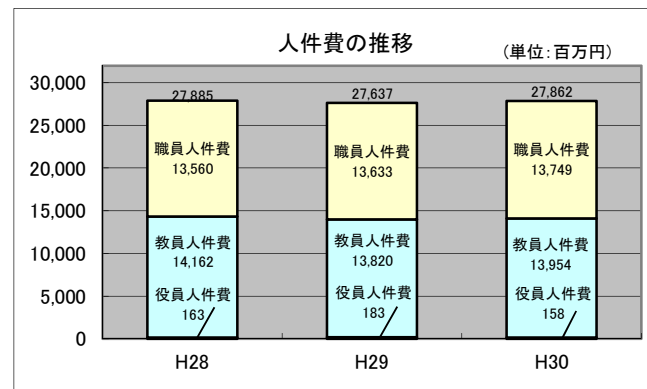 人件費の推移
(単位:百万円)
30,000
25,000
20,000
15,000
10,000
5,000
0
27,885
職員人件費
13,560
教員人件費
14,162
役員人件費
163
27,637
職員人件費
13,633
教員人件費
13,820
役員人件費
183
27,862
職員人件費
13,749
教員人件費
13,954
役員人件費
158
H28
H29
H30